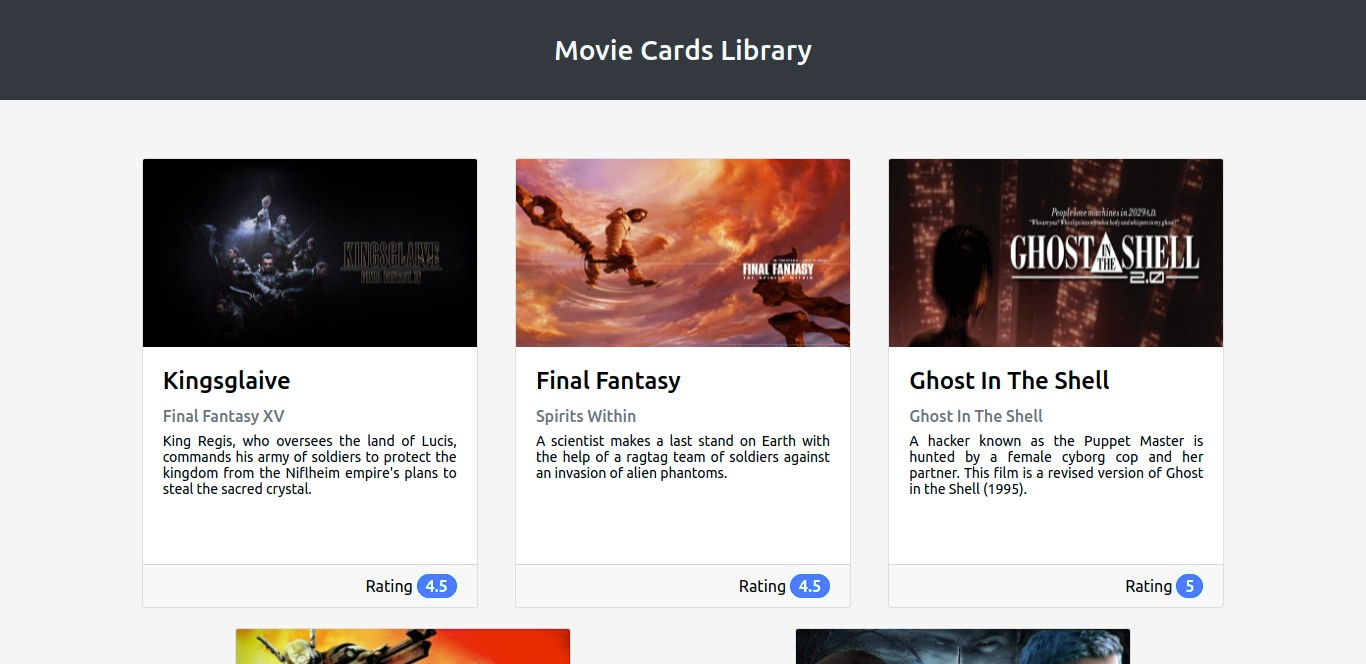 Movie Cards Library
KINGSGLAIVE
FINAL FANTASY XV
FINAL FANTASY
THE SPIRITS WITHIN
People love machines in 2029 A.D.
GHOST IN THE SHELL
2.0
Kingsglaive
Final Fantasy XV
King Regis, who oversees the land of Lucis,
commands his army of soldiers to protect the
kingdom from the Niflheim empire's plans to
steal the sacred crystal.
Rating 4.5
Final Fantasy
Spirits Within
A scientist makes a last stand on Earth with
the help of a ragtag team of soldiers against
an invasion of alien phantoms.
Rating 4.5
Ghost In The Shell
Ghost In The Shell
A hacker known as the Puppet Master is
hunted by a female cyborg cop and her
partner. This film is a revised version of Ghost
in the Shell (1995).
Rating 5